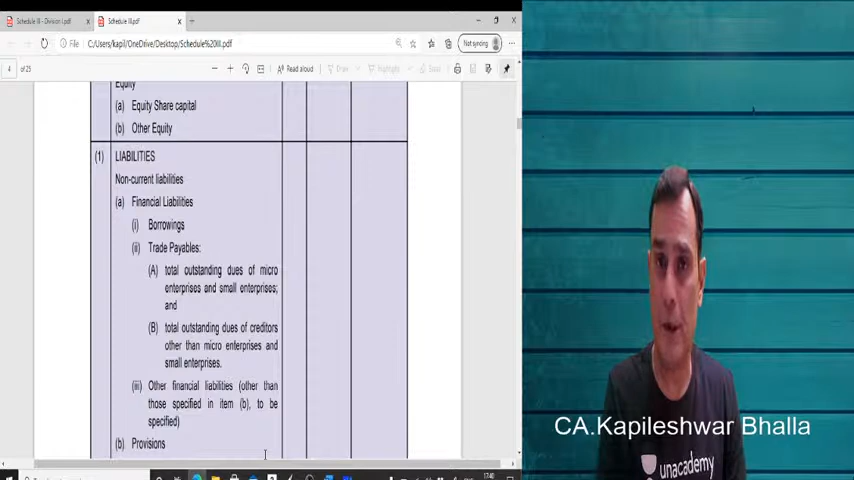 Schedule III - Division I.pdf
Schedule III.pdf
File
C:/Users/kapil/OneDrive/Desktop/Schedule%20III.pdf
Not syncing
4 of 25
Read aloud
Draw
Highlight
Equity
(a) Equity Share capital
(b) Other Equity
(1) LIABILITIES
Non-current liabilities
(a) Financial Liabilities
(i) Borrowings
(ii) Trade Payables:
(A) total outstanding dues of micro
enterprises and small enterprises;
and
(B) total outstanding dues of creditors
other than micro enterprises and
small enterprises.
(iii) Other financial liabilities (other than
those specified in item (b), to be
specified)
(b) Provisions
CA.Kapileshwar Bhalla
unacademy